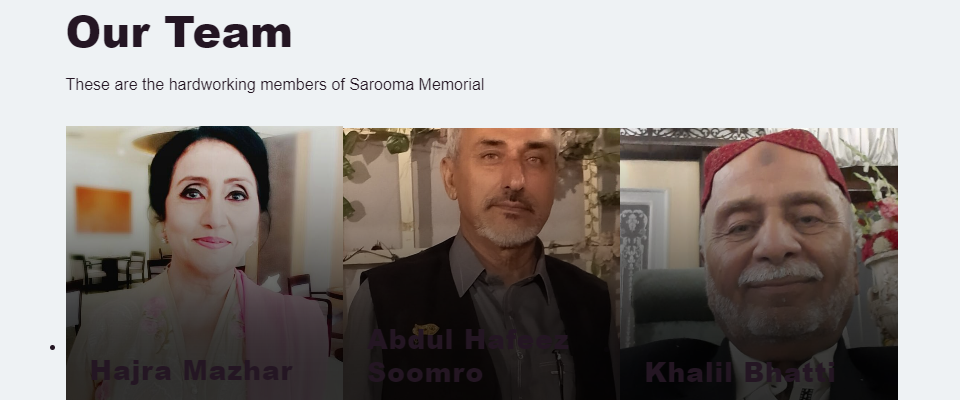 Our Team
These are the hardworking members of Sarooma Memorial
Hajra Mazhar
Abdul Hafeez
Soomro
Khalil Bhatti